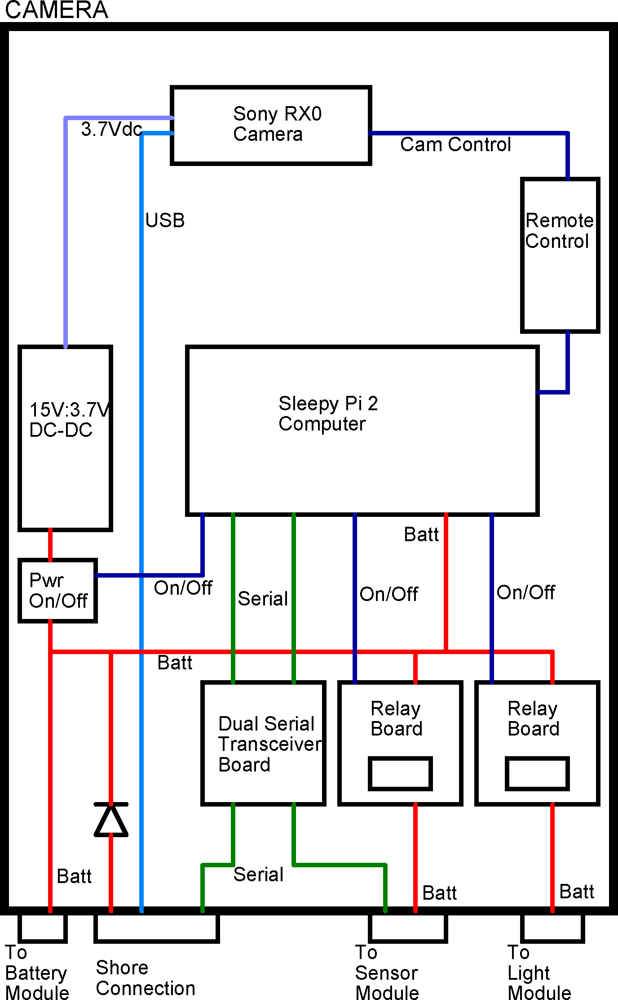 CAMERA
Sony RX0
Camera
3.7Vdc
Cam Control
USB
Remote
Control
15V:3.7V
DC-DC
Sleepy Pi 2
Computer
Batt
Pwr
On/Off
On/Off
Serial
On/Off
On/Off
Batt
Dual Serial
Transceiver
Board
Relay
Board
Relay
Board
Batt
Serial
Batt
Batt
To
Battery
Module
Shore
Connection
To
Sensor
Module
To
Light
Module